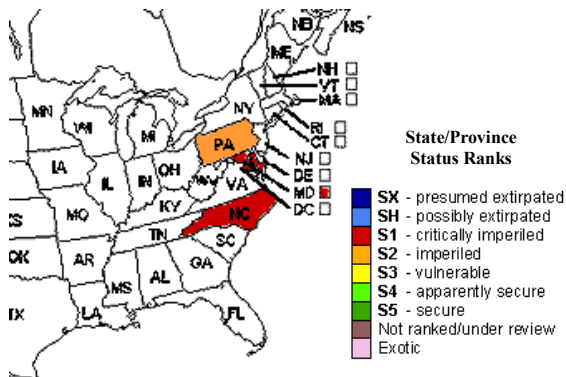 NB
NS
ME
NH
VT
MA
MN
WI
MI
NY
RI
CT
PA
IA
NJ
IL
IN
OH
DE
WV
VA
MD
MO
KY
DC
KS
NC
TN
OK
AR
SC
MS
AL
GA
TX
LA
FL
State/Province
Status Ranks
SX - presumed extirpated
SH - possibly extirpated
S1 - critically imperiled
S2 - imperiled
S3 - vulnerable
S4 - apparently secure
S5 - secure
Not ranked/under review
Exotic